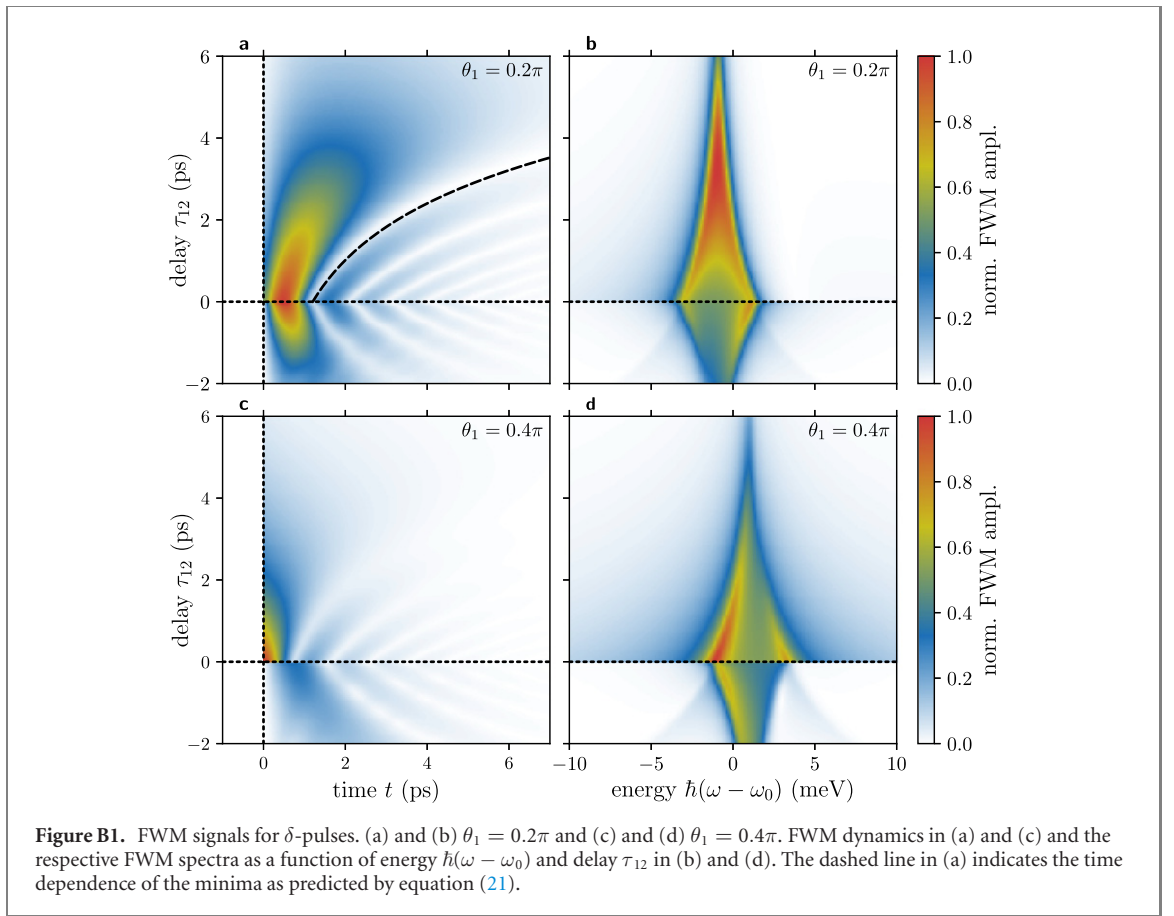 a
b
θ₁ = 0.2π
θ₁ = 0.2π
6
4
2
0
−2
delay τ₁₂ (ps)
1.0
0.8
0.6
0.4
0.2
0.0
norm. FWM ampl.
c
d
θ₁ = 0.4π
θ₁ = 0.4π
6
4
2
0
−2
delay τ₁₂ (ps)
1.0
0.8
0.6
0.4
0.2
0.0
norm. FWM ampl.
0 2 4 6
−10 −5 0 5 10
time t (ps)
energy ℏ(ω − ω₀) (meV)
Figure B1. FWM signals for δ-pulses. (a) and (b) θ₁ = 0.2π and (c) and (d) θ₁ = 0.4π. FWM dynamics in (a) and (c) and the
respective FWM spectra as a function of energy ℏ(ω − ω₀) and delay τ₁₂ in (b) and (d). The dashed line in (a) indicates the time
dependence of the minima as predicted by equation (21).